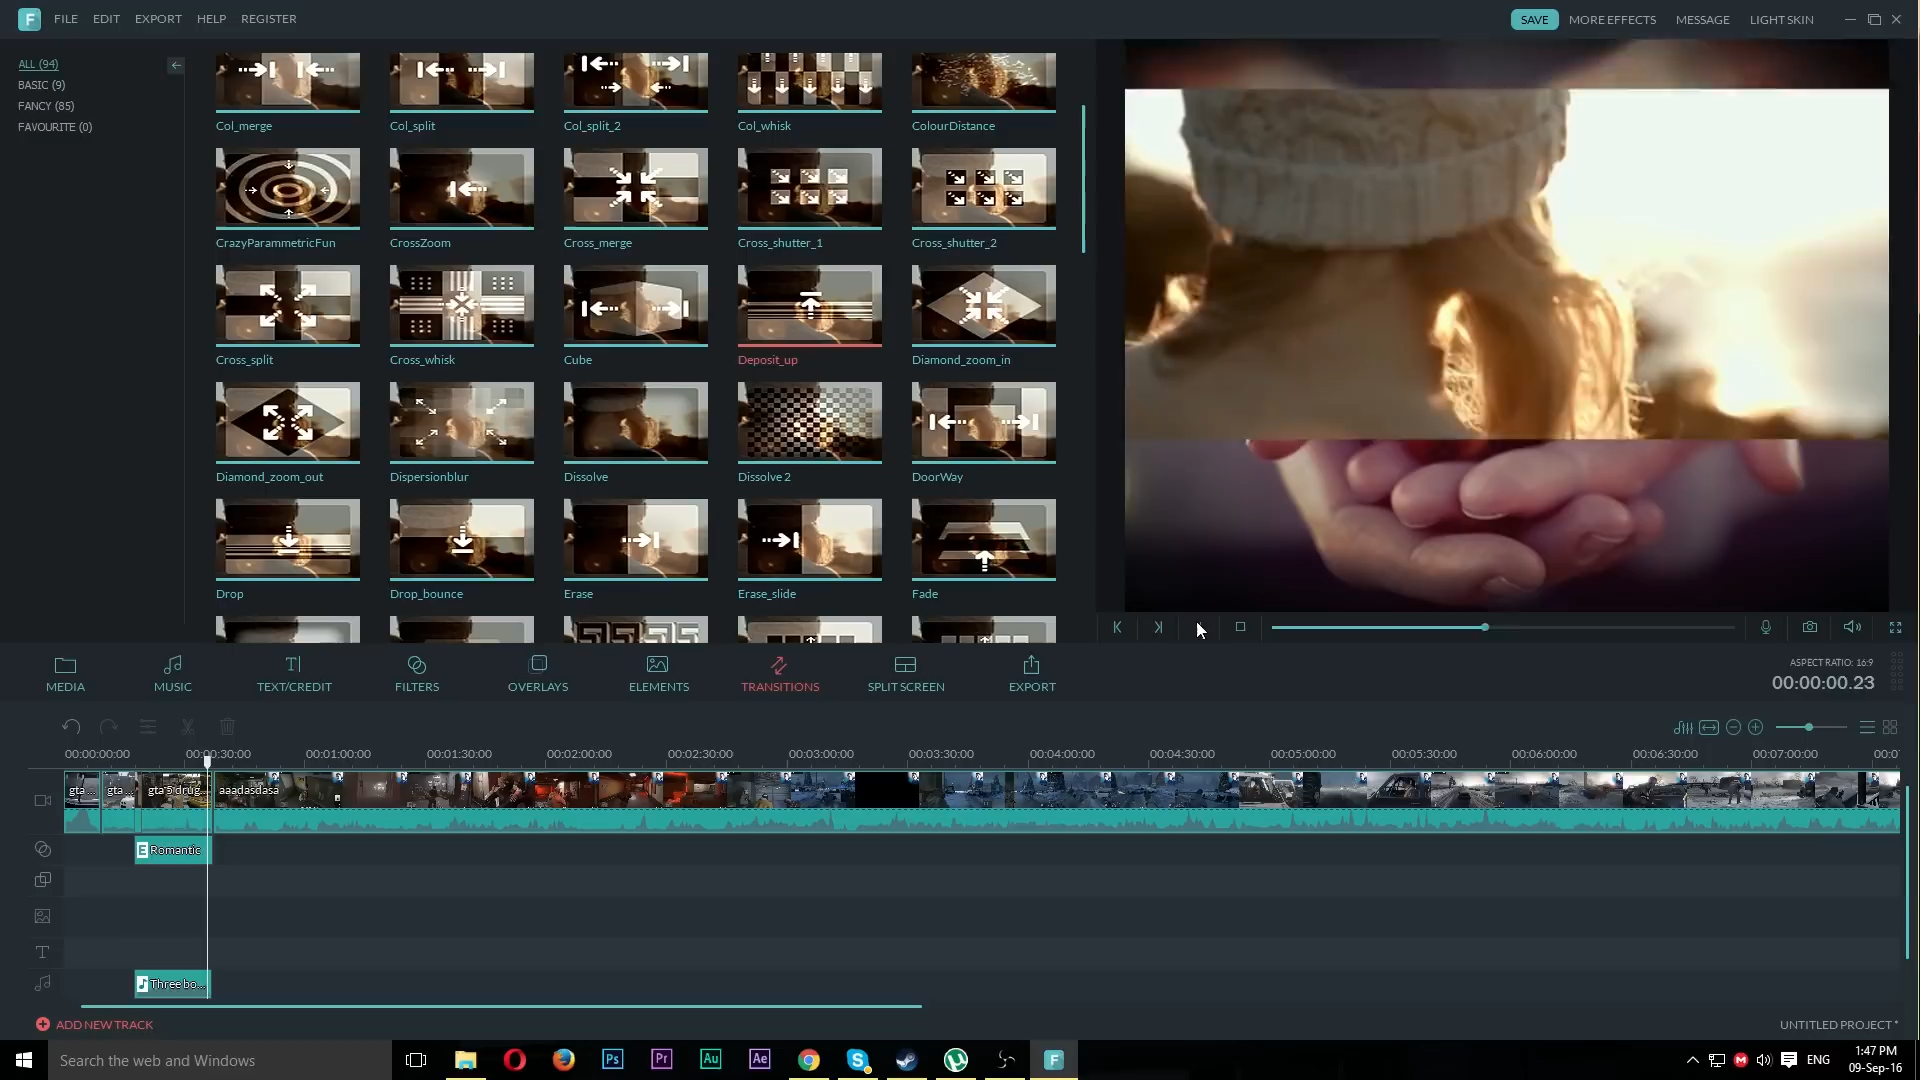 F FILE EDIT EXPORT HELP REGISTER
SAVE MORE EFFECTS MESSAGE LIGHT SKIN
ALL (94)
BASIC (9)
FANCY (85)
FAVOURITE (0)
Col_merge Col_split Col_split_2 Col_whisk ColourDistance
CrazyParammetricFun CrossZoom Cross_merge Cross_shutter_1 Cross_shutter_2
Cross_split Cross_whisk Cube Deposit_up Diamond_zoom_in
Diamond_zoom_out Dispersionblur Dissolve Dissolve 2 DoorWay
Drop Drop_bounce Erase Erase_slide Fade
MEDIA MUSIC TEXT/CREDIT FILTERS OVERLAYS ELEMENTS TRANSITIONS SPLIT SCREEN EXPORT
ASPECT RATIO: 16:9
00:00:00.23
00:00:00:00 00:00:30:00 00:01:00:00 00:01:30:00 00:02:00:00 00:02:30:00 00:03:00:00 00:03:30:00 00:04:00:00 00:04:30:00 00:05:00:00 00:05:30:00 00:06:00:00 00:06:30:00 00:07:00:00 00:0
gta ... gta ... gta 5 drug... aaadasdasa
E Romantic
T
Three bo...
ADD NEW TRACK
UNTITLED PROJECT *
Search the web and Windows
Ps Pr Au Ae F
ENG
1:47 PM
09-Sep-16